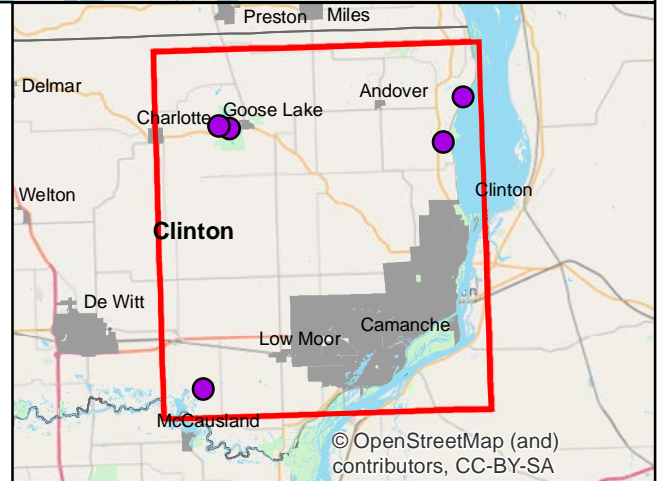 Preston Miles
Delmar
Andover
Goose Lake
Charlotte
Welton
Clinton
Clinton
De Witt
Low Moor
Camanche
McCausland
© OpenStreetMap (and)
contributors, CC-BY-SA